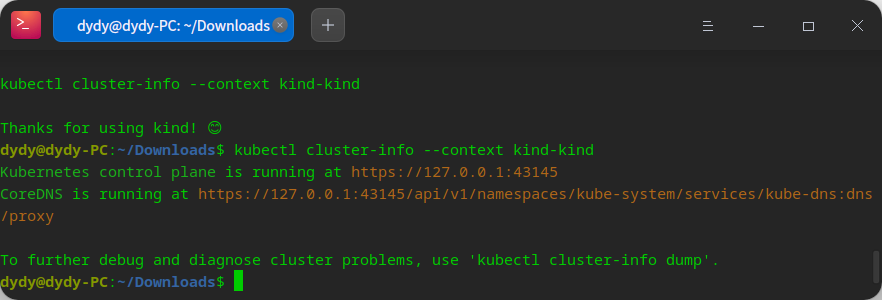 dydy@dydy-PC: ~/Downloads
kubectl cluster-info --context kind-kind
Thanks for using kind! 😊
dydy@dydy-PC:~/Downloads$ kubectl cluster-info --context kind-kind
Kubernetes control plane is running at https://127.0.0.1:43145
CoreDNS is running at https://127.0.0.1:43145/api/v1/namespaces/kube-system/services/kube-dns:dns
/proxy
To further debug and diagnose cluster problems, use 'kubectl cluster-info dump'.
dydy@dydy-PC:~/Downloads$